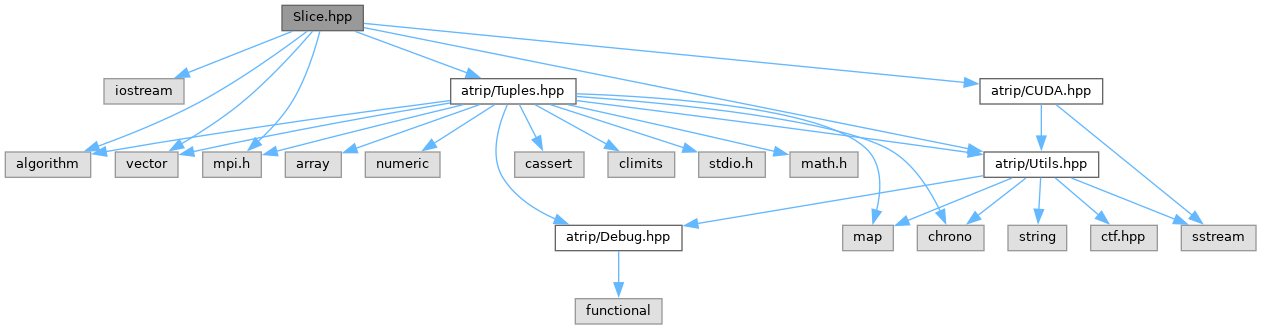 Slice.hpp
iostream
atrip/Tuples.hpp
atrip/CUDA.hpp
algorithm
vector
mpi.h
array
numeric
cassert
climits
stdio.h
math.h
atrip/Utils.hpp
atrip/Debug.hpp
map
chrono
string
ctf.hpp
sstream
functional